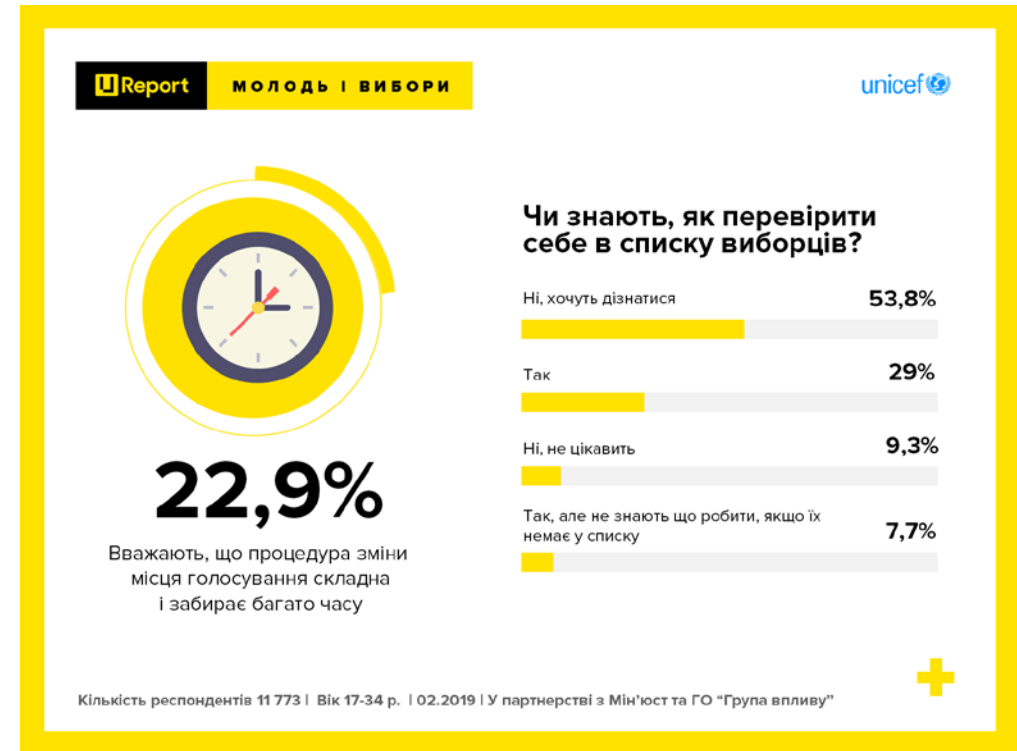 U Report
МОЛОДЬ І ВИБОРИ
unicef
22,9%
Вважають, що процедура зміни
місця голосування складна
і забирає багато часу
Чи знають, як перевірити
себе в списку виборців?
Ні, хочуть дізнатися 53,8%
Так 29%
Ні, не цікавить 9,3%
Так, але не знають що робити, якщо їх
немає у списку 7,7%
Кількість респондентів 11 773 | Вік 17-34 р. | 02.2019 | У партнерстві з Мін’юст та ГО “Група впливу”